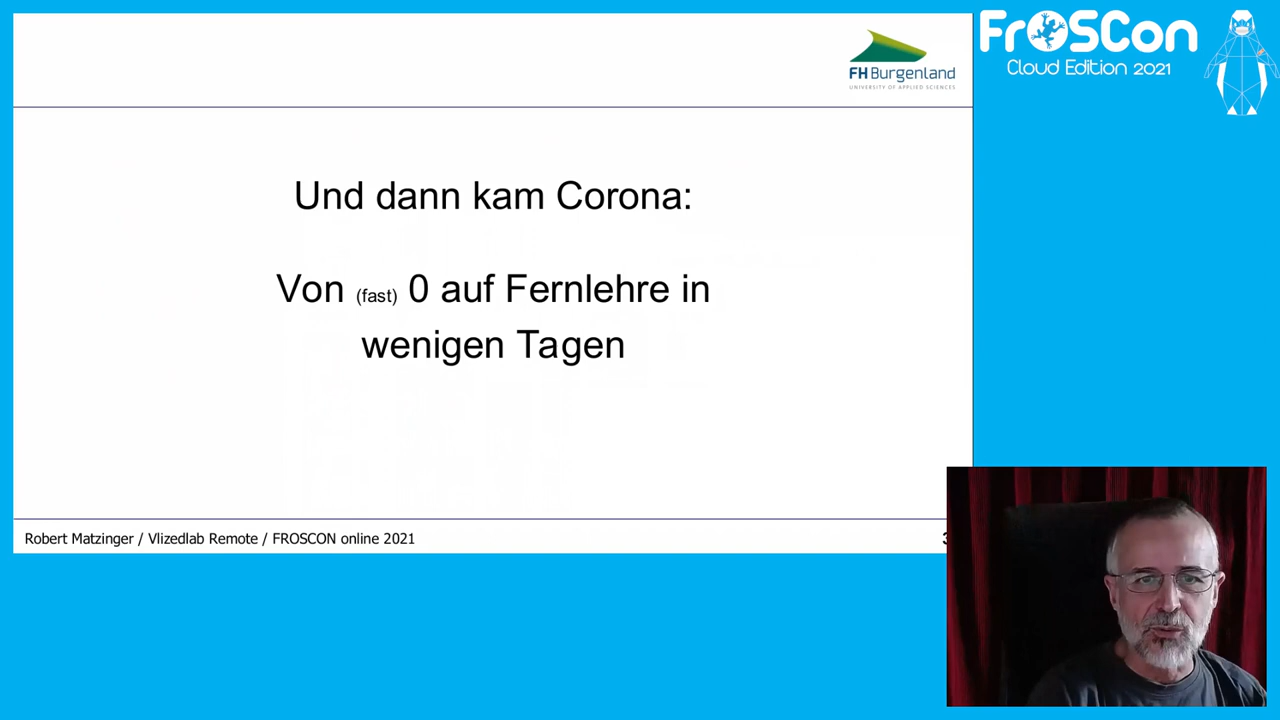 FrOSCon
Cloud Edition 2021
FH Burgenland
UNIVERSITY OF APPLIED SCIENCES
Und dann kam Corona:
Von (fast) 0 auf Fernlehre in
wenigen Tagen
Robert Matzinger / Vlizedlab Remote / FROSCON online 2021